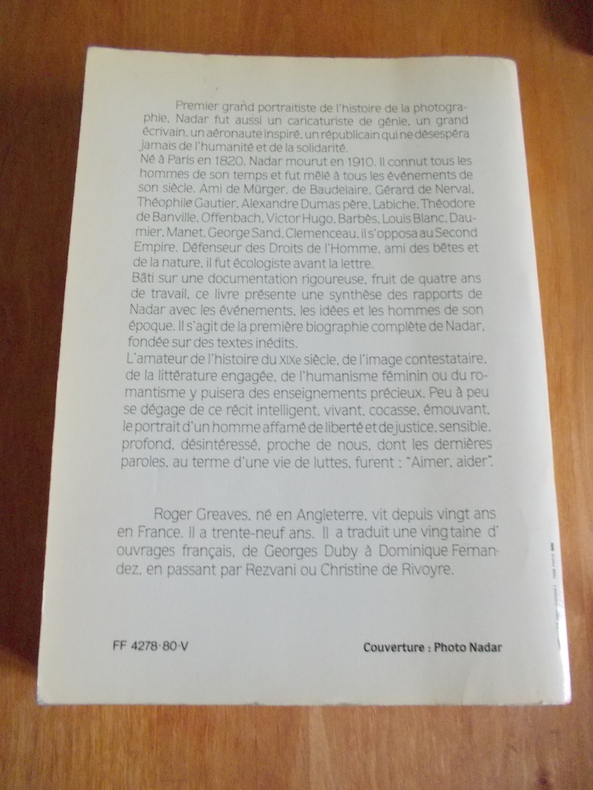 Premier grand portraitiste de l'histoire de la photogra-
phie, Nadar fut aussi un caricaturiste de génie, un grand
écrivain, un aéronaute inspiré, un républicain qui ne désespéra
jamais de l'humanité et de la solidarité.
Né à Paris en 1820, Nadar mourut en 1910. Il connut tous les
hommes de son temps et fut mêlé à tous les événements de
son siècle. Ami de Mürger, de Baudelaire, Gérard de Nerval,
Théophile Gautier, Alexandre Dumas père, Labiche, Théodore
de Banville, Offenbach, Victor Hugo, Barbès, Louis Blanc, Dau-
mier, Manet, George Sand, Clemenceau, il s'opposa au Second
Empire. Défenseur des Droits de l'Homme, ami des bêtes et
de la nature, il fut écologiste avant la lettre.
Bâti sur une documentation rigoureuse, fruit de quatre ans
de travail, ce livre présente une synthèse des rapports de
Nadar avec les événements, les idées et les hommes de son
époque. Il s'agit de la première biographie complète de Nadar,
fondée sur des textes inédits.
L'amateur de l'histoire du XIXe siècle, de l'image contestataire,
de la littérature engagée, de l'humanisme féminin ou du ro-
mantisme y puisera des enseignements précieux. Peu à peu
se dégage de ce récit intelligent, vivant, cocasse, émouvant,
le portrait d'un homme affamé de liberté et de justice, sensible,
profond, désintéressé, proche de nous, dont les dernières
paroles, au terme d'une vie de luttes, furent : "Aimer, aider".
Roger Greaves, né en Angleterre, vit depuis vingt ans
en France. Il a trente-neuf ans. Il a traduit une vingtaine d'
ouvrages français, de Georges Duby à Dominique Fernan-
dez, en passant par Rezvani ou Christine de Rivoyre.
FF 4278-80-V
Couverture : Photo Nadar